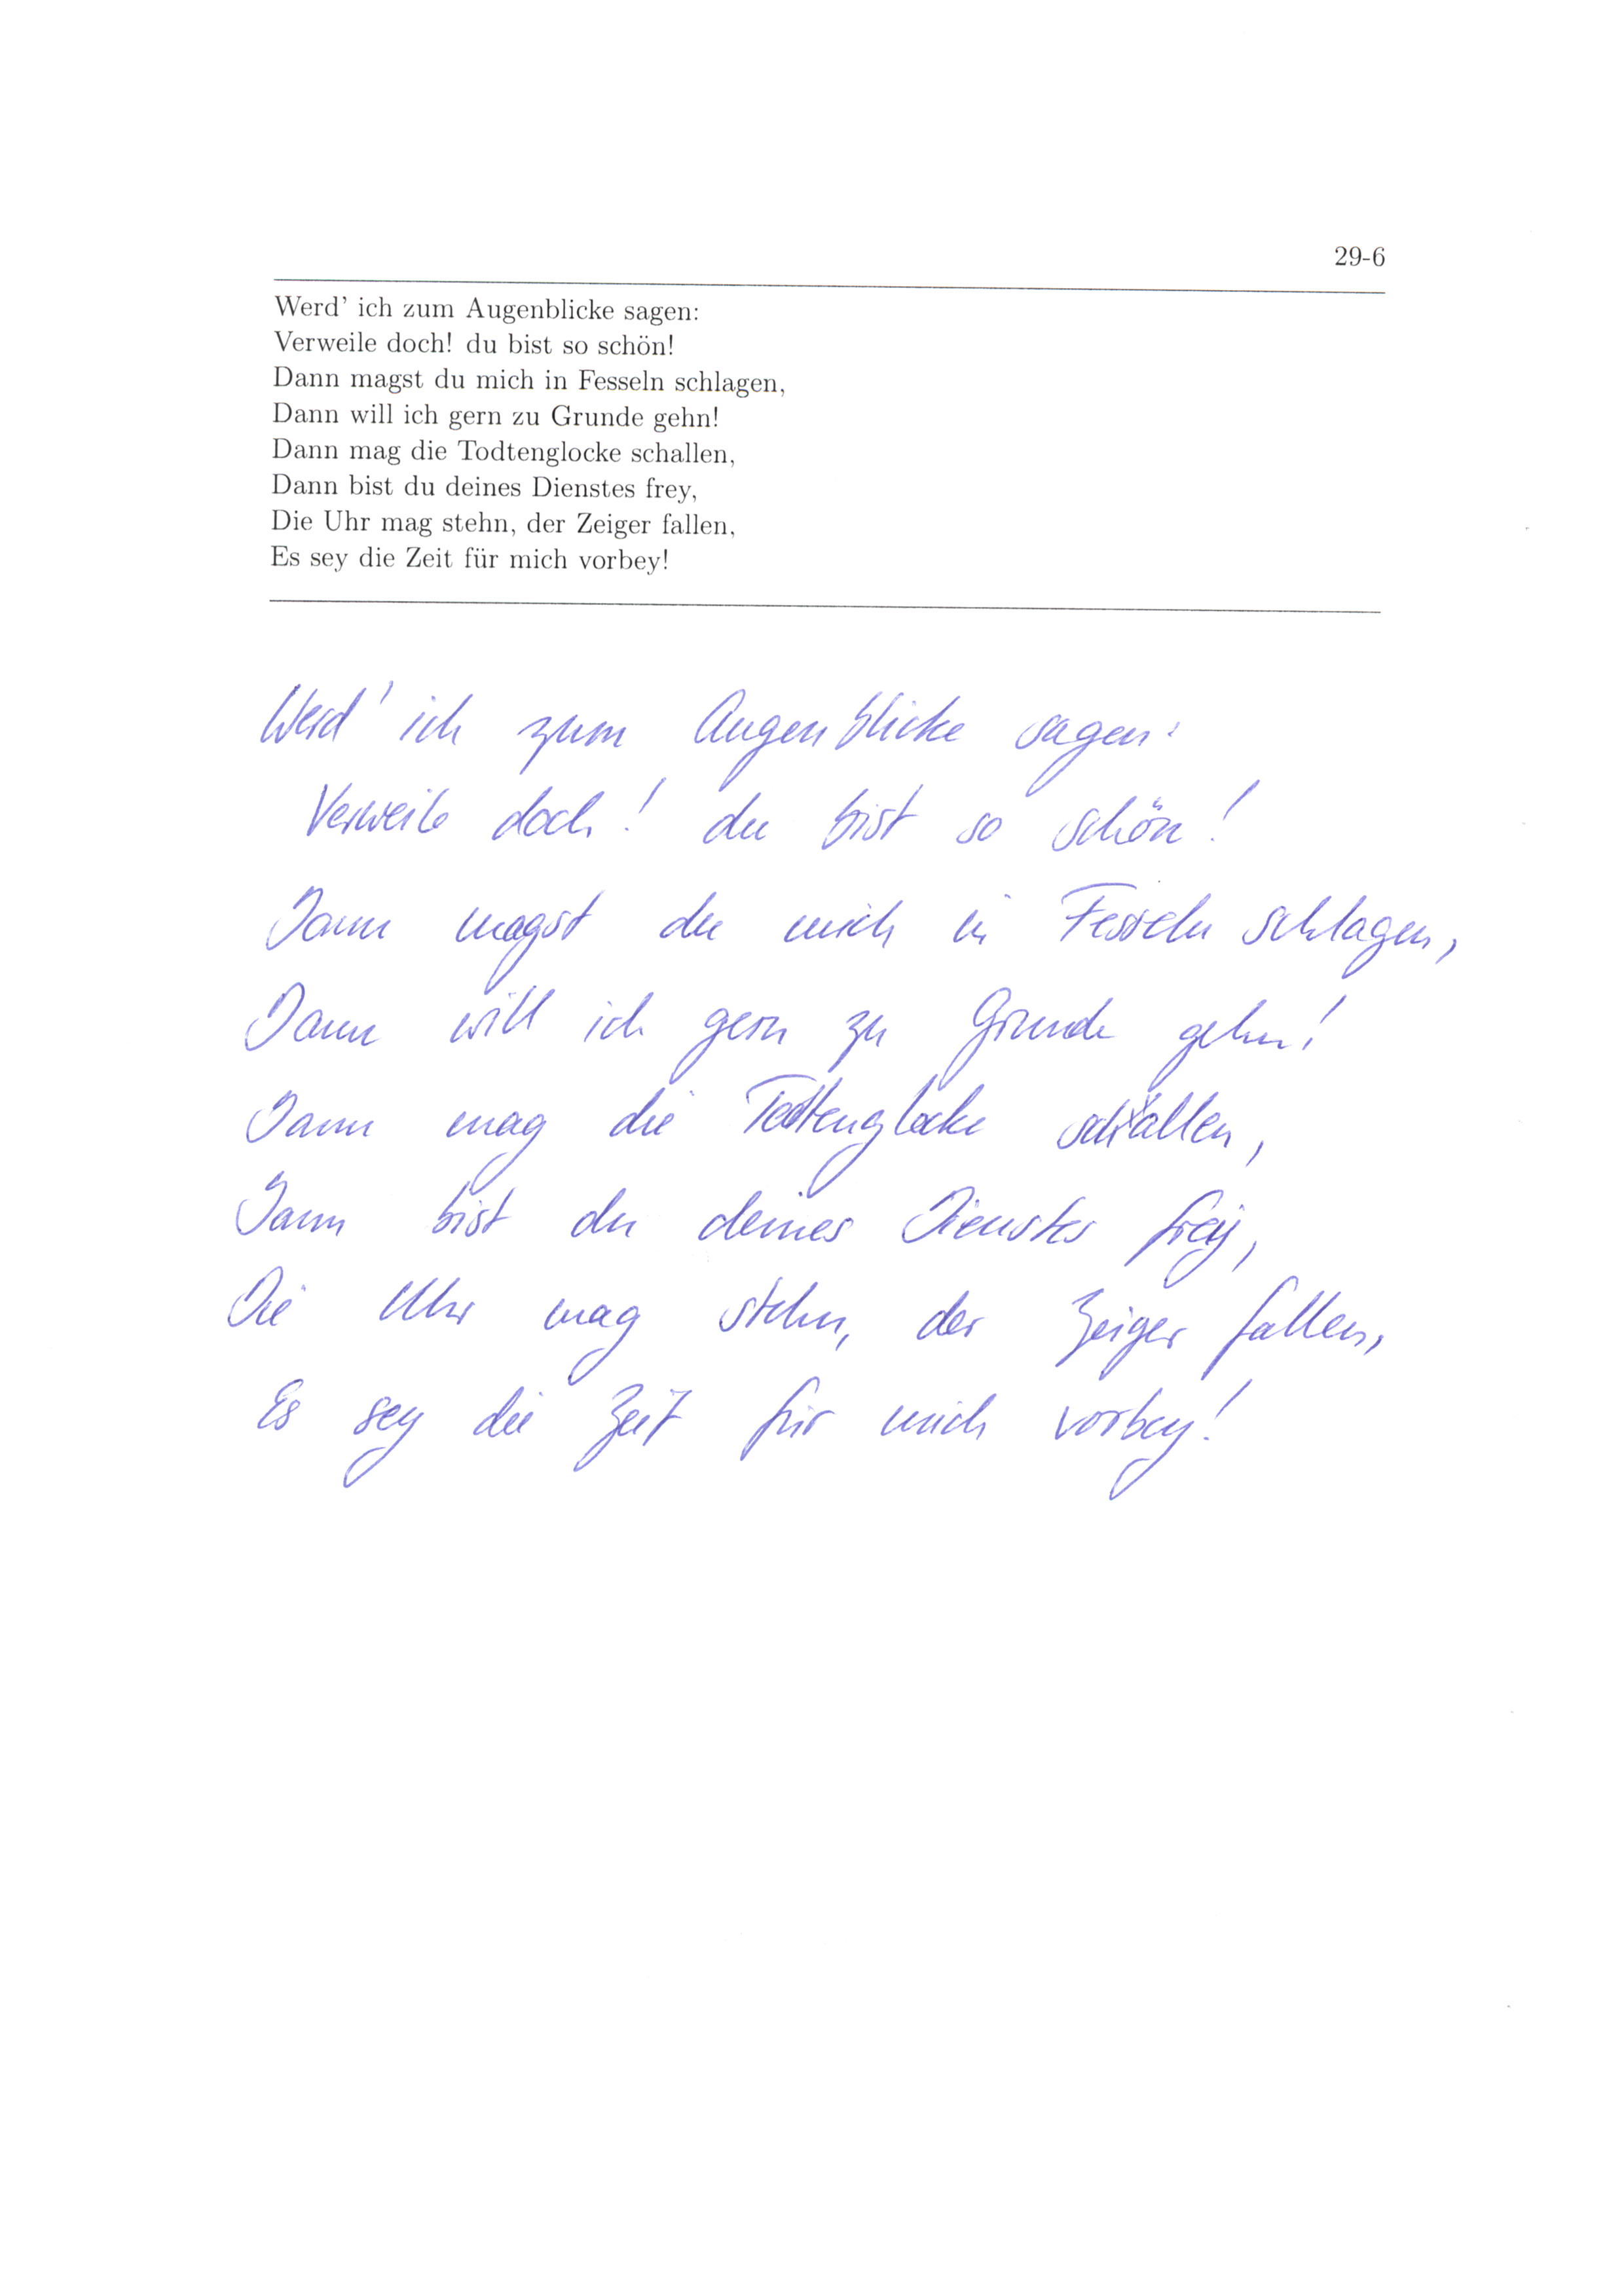 29-6
Werd' ich zum Augenblicke sagen:
Verweile doch! du bist so schön!
Dann magst du mich in Fesseln schlagen,
Dann will ich gern zu Grunde gehn!
Dann mag die Todtenglocke schallen,
Dann bist du deines Dienstes frey,
Die Uhr mag stehn, der Zeiger fallen,
Es sey die Zeit für mich vorbey!
Werd' ich zum Augenblicke sagen:
Verweile doch! du bist so schön!
Dann magst du mich in Fesseln schlagen,
Dann will ich gern zu Grunde gehn!
Dann mag die Todtenglocke schallen,
Dann bist du deines Dienstes frey,
Die Uhr mag stehn, der Zeiger fallen,
Es sey die Zeit für mich vorbey!